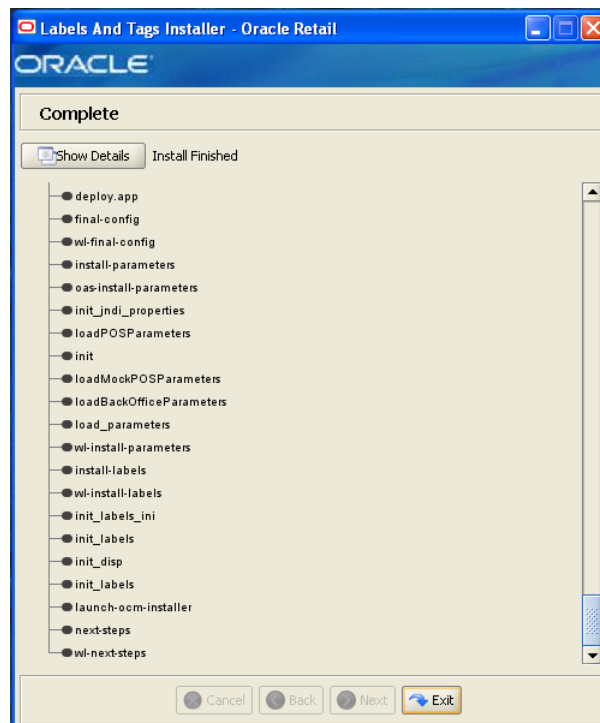 Labels And Tags Installer - Oracle Retail
ORACLE
Complete
Show Details Install Finished
deploy.app
final-config
wl-final-config
install-parameters
oas-install-parameters
init_jndi_properties
loadPOSParameters
init
loadMockPOSParameters
loadBackOfficeParameters
load_parameters
wl-install-parameters
install-labels
wl-install-labels
init_labels_ini
init_labels
init_disp
init_labels
launch-ocm-installer
next-steps
wl-next-steps
Cancel Back Next Exit